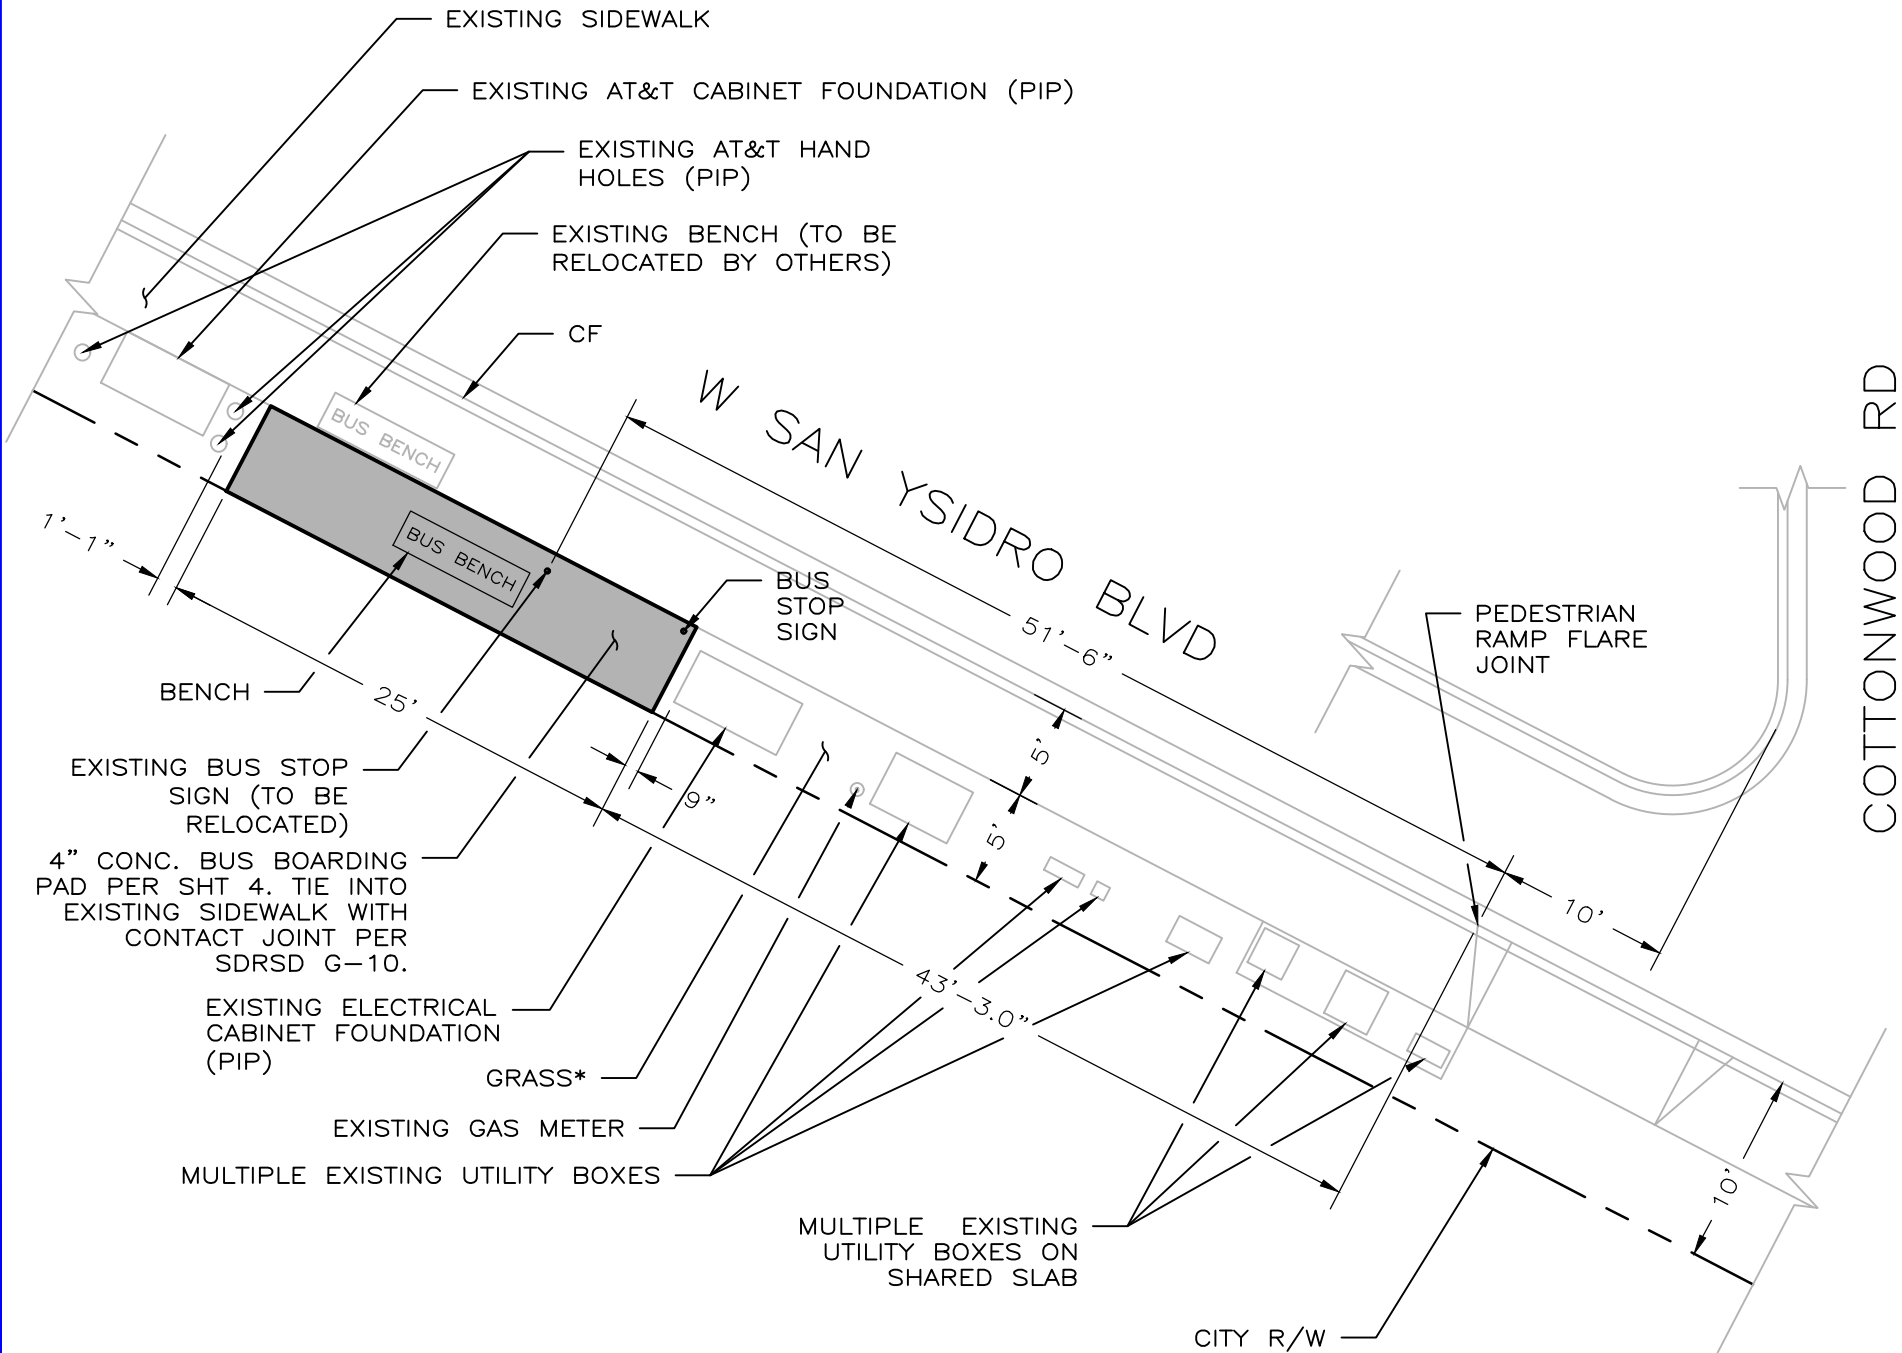 EXISTING SIDEWALK
EXISTING AT&T CABINET FOUNDATION (PIP)
EXISTING AT&T HAND
HOLES (PIP)
EXISTING BENCH (TO BE
RELOCATED BY OTHERS)
CF
W SAN YSIDRO BLVD
COTTONWOOD RD
BUS BENCH
BUS BENCH
1'-1"
25'
9"
51'-6"
5'
5'
10'
43'-3.0"
10'
BUS
STOP
SIGN
PEDESTRIAN
RAMP FLARE
JOINT
BENCH
EXISTING BUS STOP
SIGN (TO BE
RELOCATED)
4" CONC. BUS BOARDING
PAD PER SHT 4. TIE INTO
EXISTING SIDEWALK WITH
CONTACT JOINT PER
SDRSD G-10.
EXISTING ELECTRICAL
CABINET FOUNDATION
(PIP)
GRASS*
EXISTING GAS METER
MULTIPLE EXISTING UTILITY BOXES
MULTIPLE EXISTING
UTILITY BOXES ON
SHARED SLAB
CITY R/W